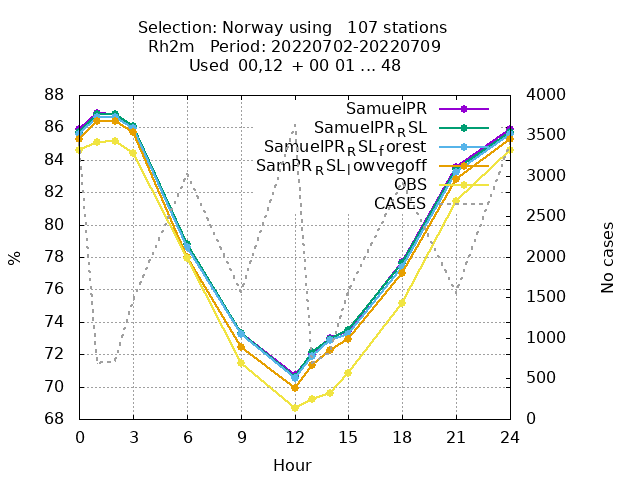 Selection: Norway using 107 stations
Rh2m Period: 20220702-20220709
Used 00,12 + 00 01 ... 48
88
86
84
82
80
78
76
74
72
70
68
%
4000
3500
3000
2500
2000
1500
1000
500
0
No cases
SamuelPR
SamuelPR_RSL
SamuelPR_RSL_forest
SamPR_RSL_lowvegoff
OBS
CASES
0 3 6 9 12 15 18 21 24
Hour